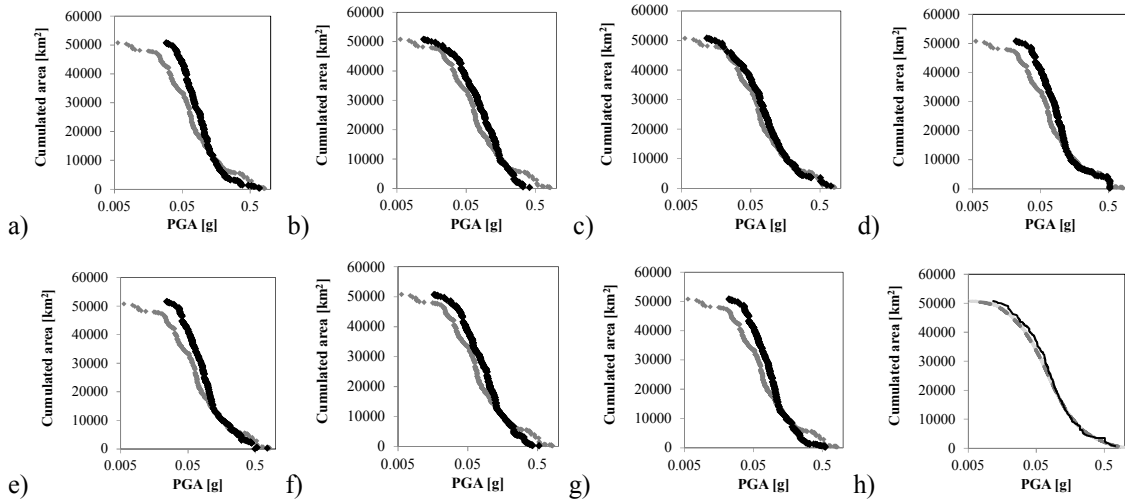 60000 60000 60000 60000
50000 50000 50000 50000
40000 40000 40000 40000
30000 30000 30000 30000
20000 20000 20000 20000
10000 10000 10000 10000
0 0 0 0
Cumulated area [km²] Cumulated area [km²] Cumulated area [km²] Cumulated area [km²]
0.005 0.05 0.5 0.005 0.05 0.5 0.005 0.05 0.5 0.005 0.05 0.5
a) PGA [g] b) PGA [g] c) PGA [g] d) PGA [g]
60000 60000 60000 60000
50000 50000 50000 50000
40000 40000 40000 40000
30000 30000 30000 30000
20000 20000 20000 20000
10000 10000 10000 10000
0 0 0 0
Cumulated area [km²] Cumulated area [km²] Cumulated area [km²] Cumulated area [km²]
0.005 0.05 0.5 0.005 0.05 0.5 0.005 0.05 0.5 0.005 0.05 0.5
e) PGA [g] f) PGA [g] g) PGA [g] h) PGA [g]